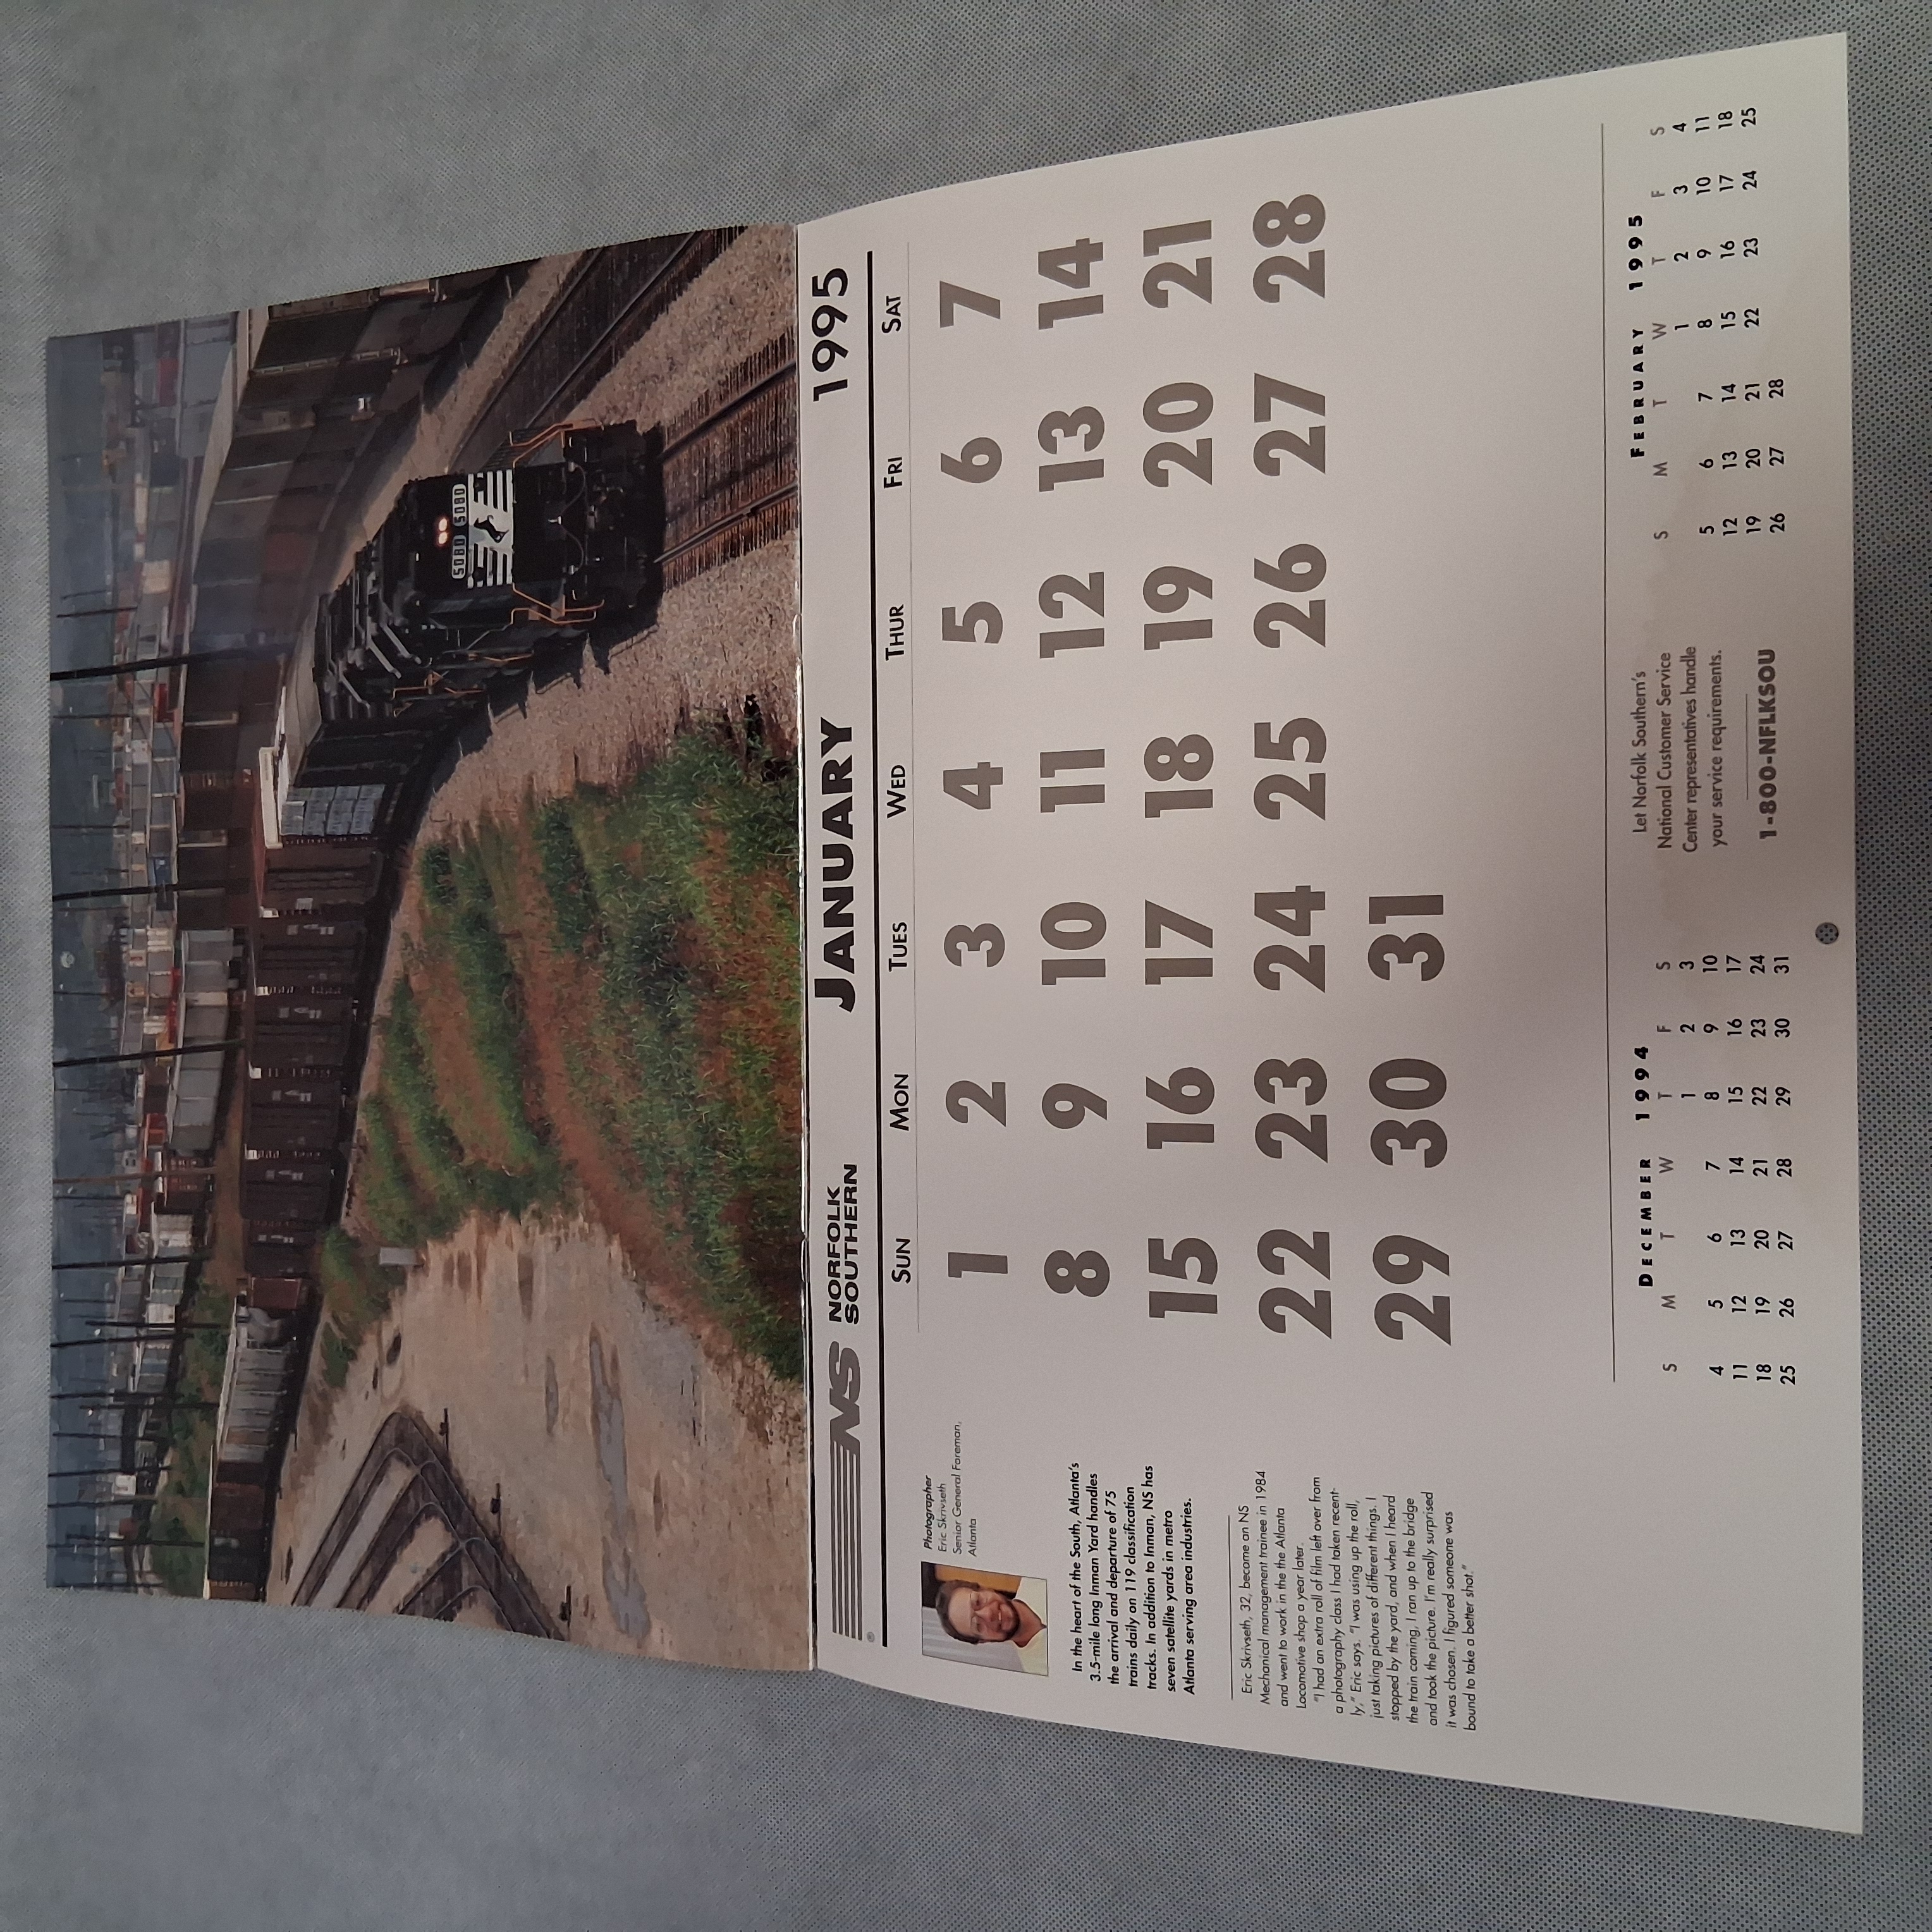 5080 5080
NS NORFOLK
SOUTHERN
JANUARY
1995
®
SUN MON TUES WED THUR FRI SAT
1 2 3 4 5 6 7
8 9 10 11 12 13 14
15 16 17 18 19 20 21
22 23 24 25 26 27 28
29 30 31
Photographer
Eric Skrivseth
Senior General Foreman,
Atlanta
In the heart of the South, Atlanta's
3.5-mile long Inman Yard handles
the arrival and departure of 75
trains daily on 119 classification
tracks. In addition to Inman, NS has
seven satellite yards in metro
Atlanta serving area industries.
Eric Skrivseth, 32, became an NS
Mechanical management trainee in 1984
and went to work in the the Atlanta
Locomotive shop a year later.
"I had an extra roll of film left over from
a photography class I had taken recent-
ly," Eric says. "I was using up the roll,
just taking pictures of different things. I
stopped by the yard, and when I heard
the train coming, I ran up to the bridge
and took the picture. I'm really surprised
it was chosen. I figured someone was
bound to take a better shot."
DECEMBER 1994
S M T W T F S
1 2 3
4 5 6 7 8 9 10
11 12 13 14 15 16 17
18 19 20 21 22 23 24
25 26 27 28 29 30 31
Let Norfolk Southern's
National Customer Service
Center representatives handle
your service requirements.
1-800-NFLKSOU
FEBRUARY 1995
S M T W T F S
1 2 3 4
5 6 7 8 9 10 11
12 13 14 15 16 17 18
19 20 21 22 23 24 25
26 27 28